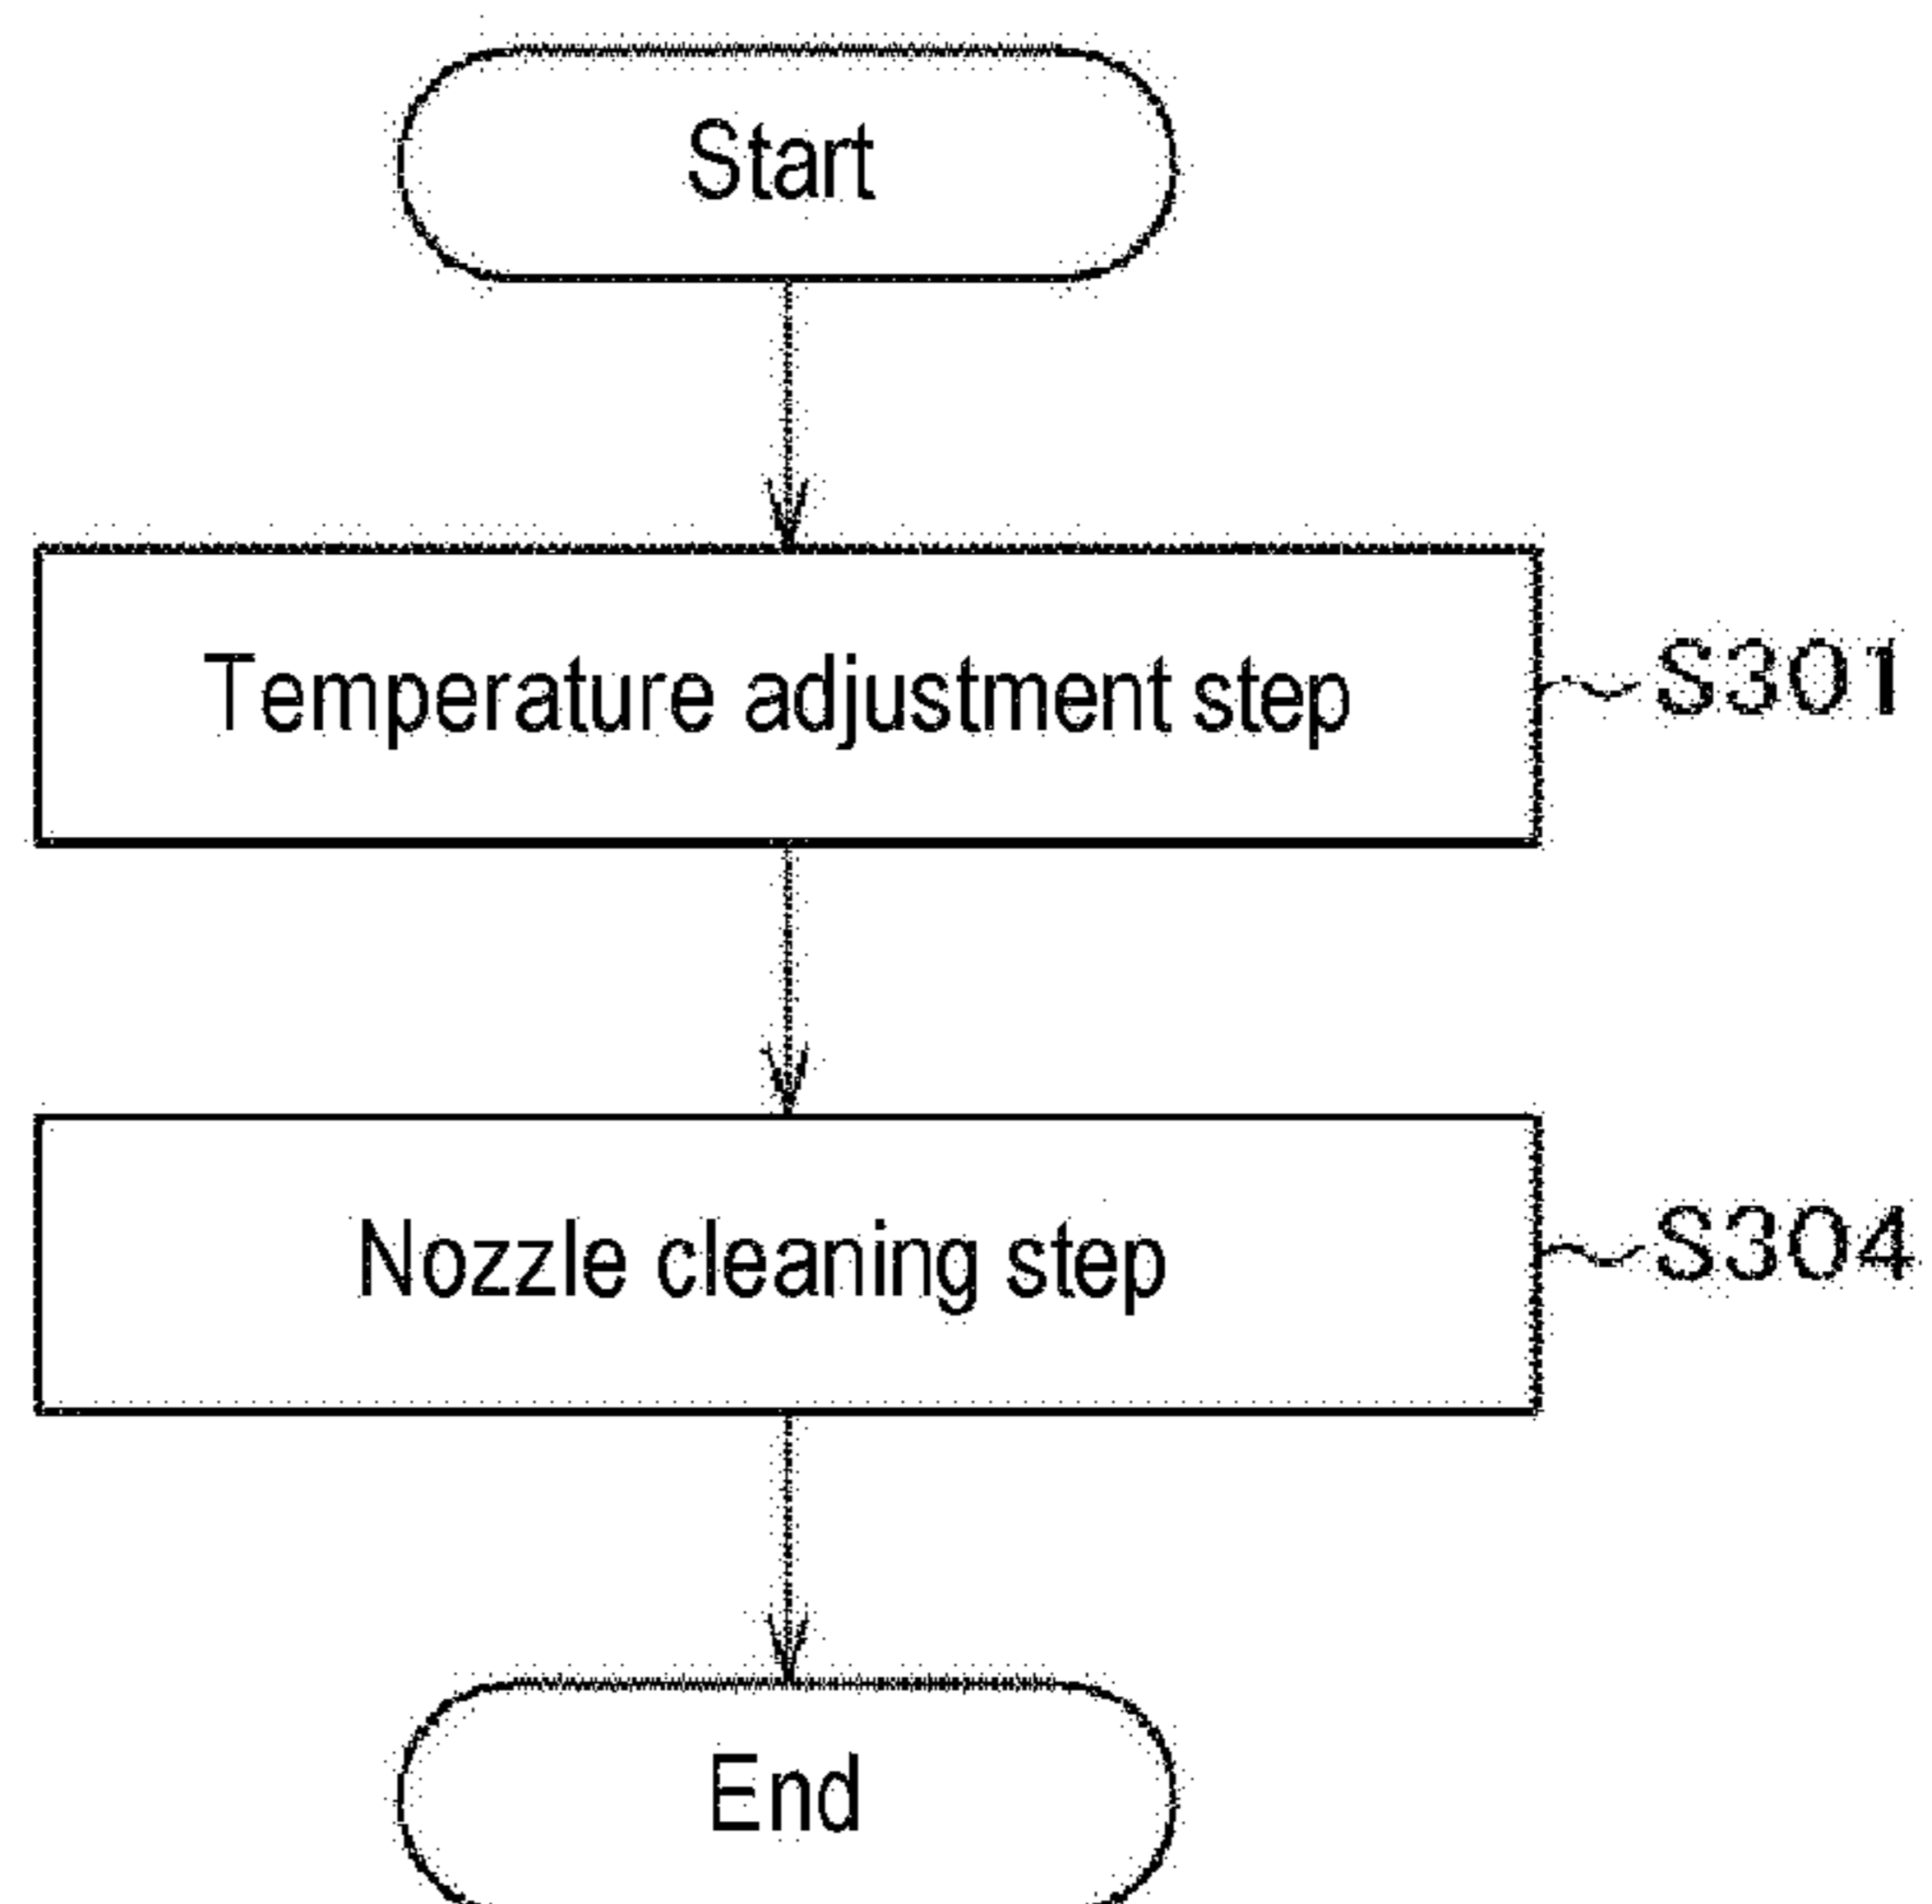 Start
Temperature adjustment step
S301
Nozzle cleaning step
S304
End